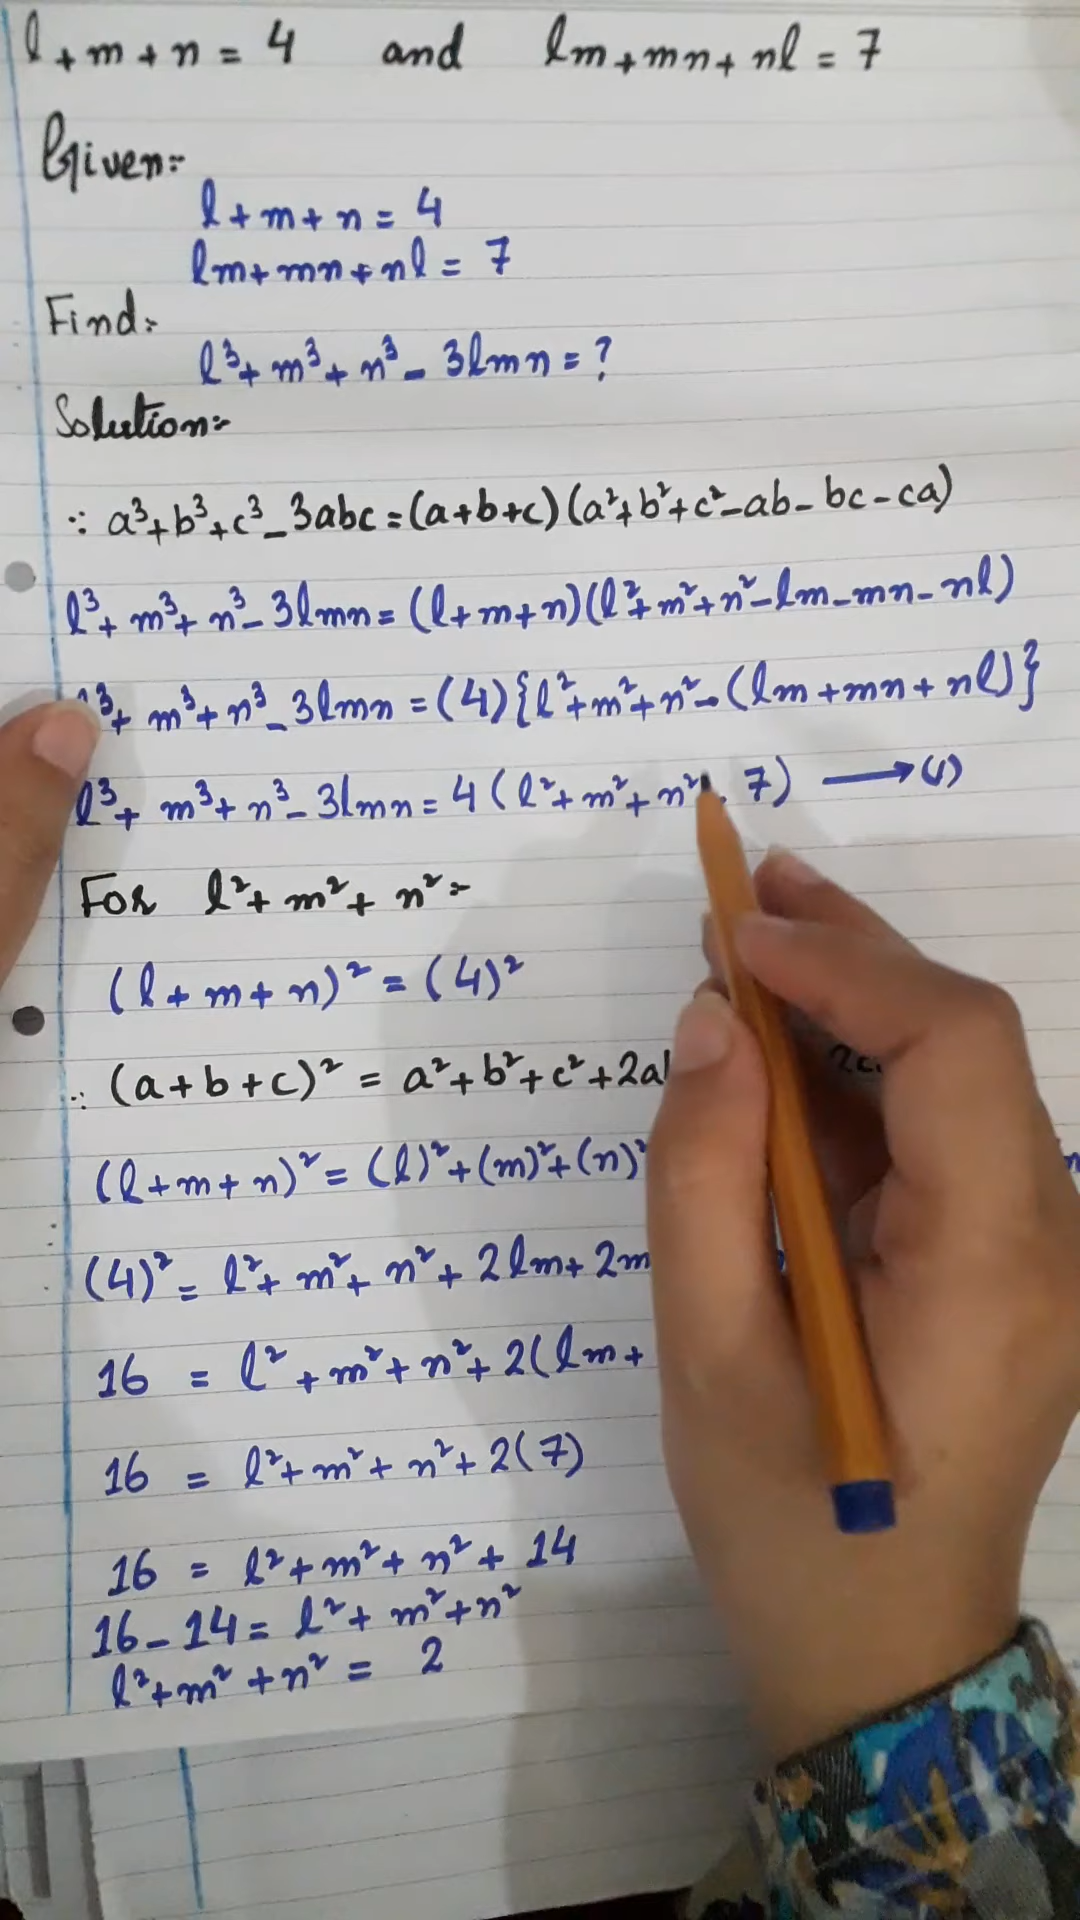 l + m + n = 4 and lm + mn + nl = 7
Given:-
l + m + n = 4
lm + mn + nl = 7
Find:-
l³ + m³ + n³ - 3lmn = ?
Solution:-
∵ a³ + b³ + c³ - 3abc = (a+b+c)(a² + b² + c² - ab - bc - ca)
l³ + m³ + n³ - 3lmn = (l + m + n)(l² + m² + n² - lm - mn - nl)
l³ + m³ + n³ - 3lmn = (4){l² + m² + n² - (lm + mn + nl)}
l³ + m³ + n³ - 3lmn = 4(l² + m² + n² 7) → (1)
For l² + m² + n² :-
(l + m + n)² = (4)²
∵ (a + b + c)² = a² + b² + c² + 2a
(l + m + n)² = (l)² + (m)² + (n)²
(4)² = l² + m² + n² + 2lm + 2m
16 = l² + m² + n² + 2(lm +
16 = l² + m² + n² + 2(7)
16 = l² + m² + n² + 14
16 - 14 = l² + m² + n²
l² + m² + n² = 2